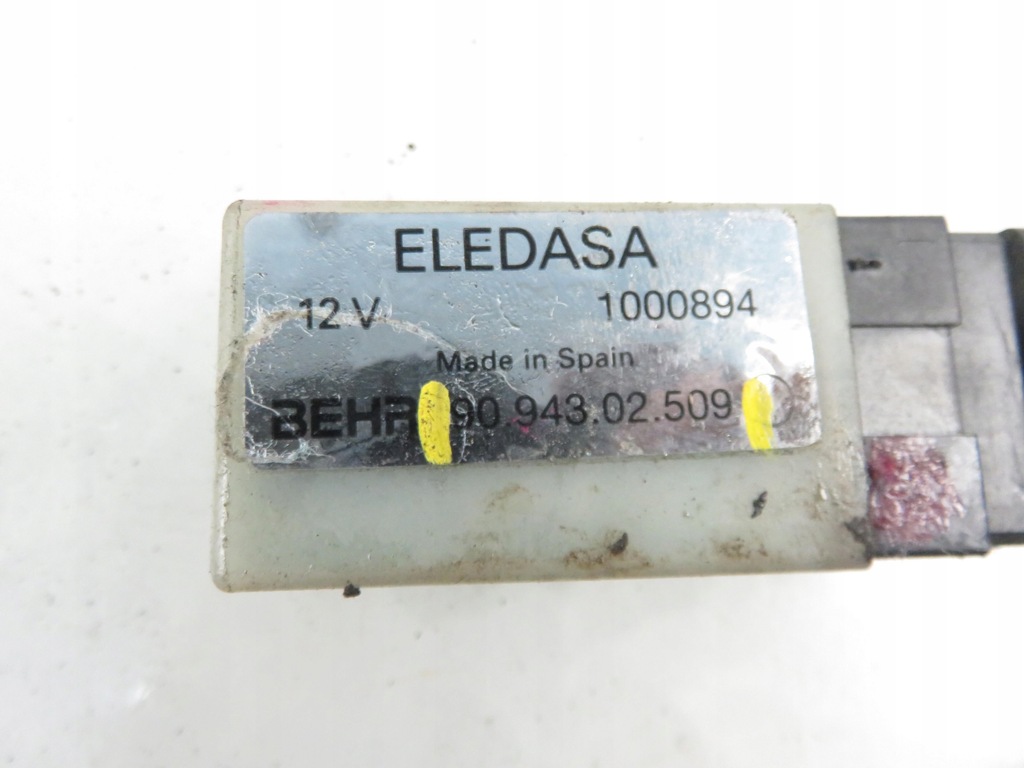 ELEDASA
12 V 1000894
Made in Spain
BEHR 90 943.02.509